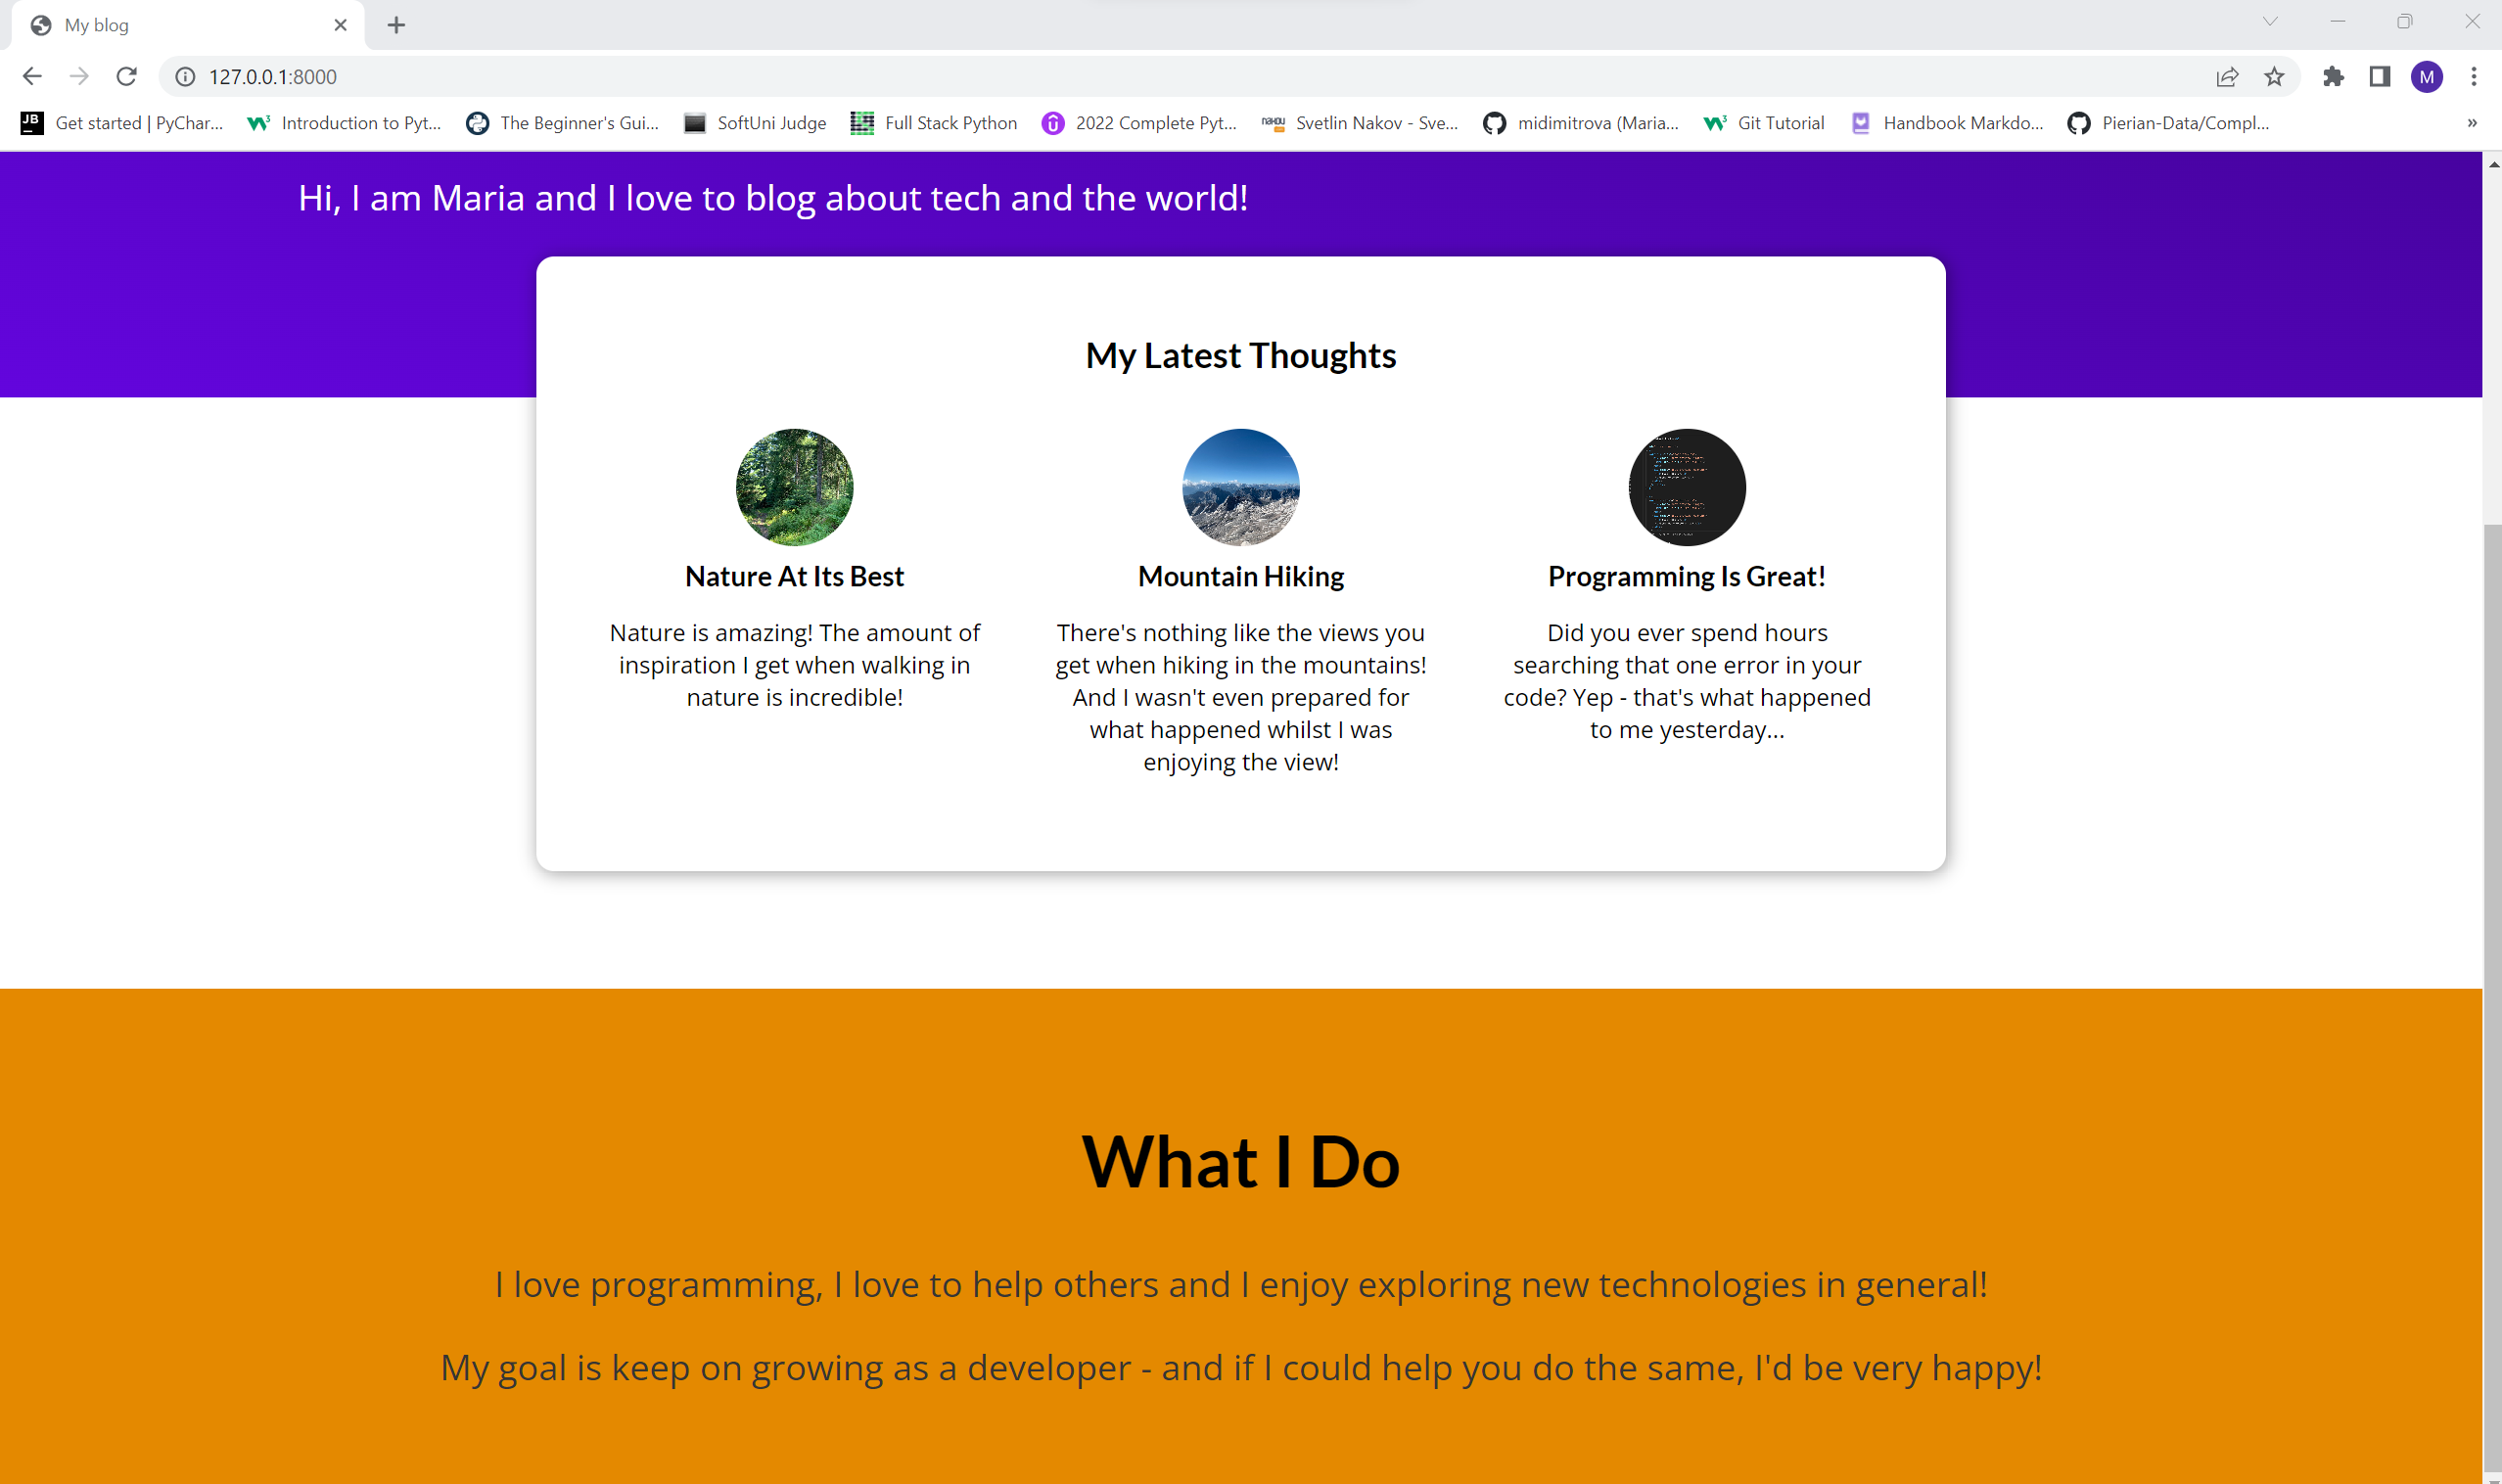 My blog
127.0.0.1:8000
M
JB Get started | PyChar... Introduction to Pyt... The Beginner's Gui... SoftUni Judge Full Stack Python 2022 Complete Pyt... Svetlin Nakov - Sve... midimitrova (Maria... Git Tutorial Handbook Markdo... Pierian-Data/Compl... »
Hi, I am Maria and I love to blog about tech and the world!
My Latest Thoughts
Nature At Its Best
Nature is amazing! The amount of
inspiration I get when walking in
nature is incredible!
Mountain Hiking
There's nothing like the views you
get when hiking in the mountains!
And I wasn't even prepared for
what happened whilst I was
enjoying the view!
Programming Is Great!
Did you ever spend hours
searching that one error in your
code? Yep - that's what happened
to me yesterday...
What I Do
I love programming, I love to help others and I enjoy exploring new technologies in general!
My goal is keep on growing as a developer - and if I could help you do the same, I'd be very happy!